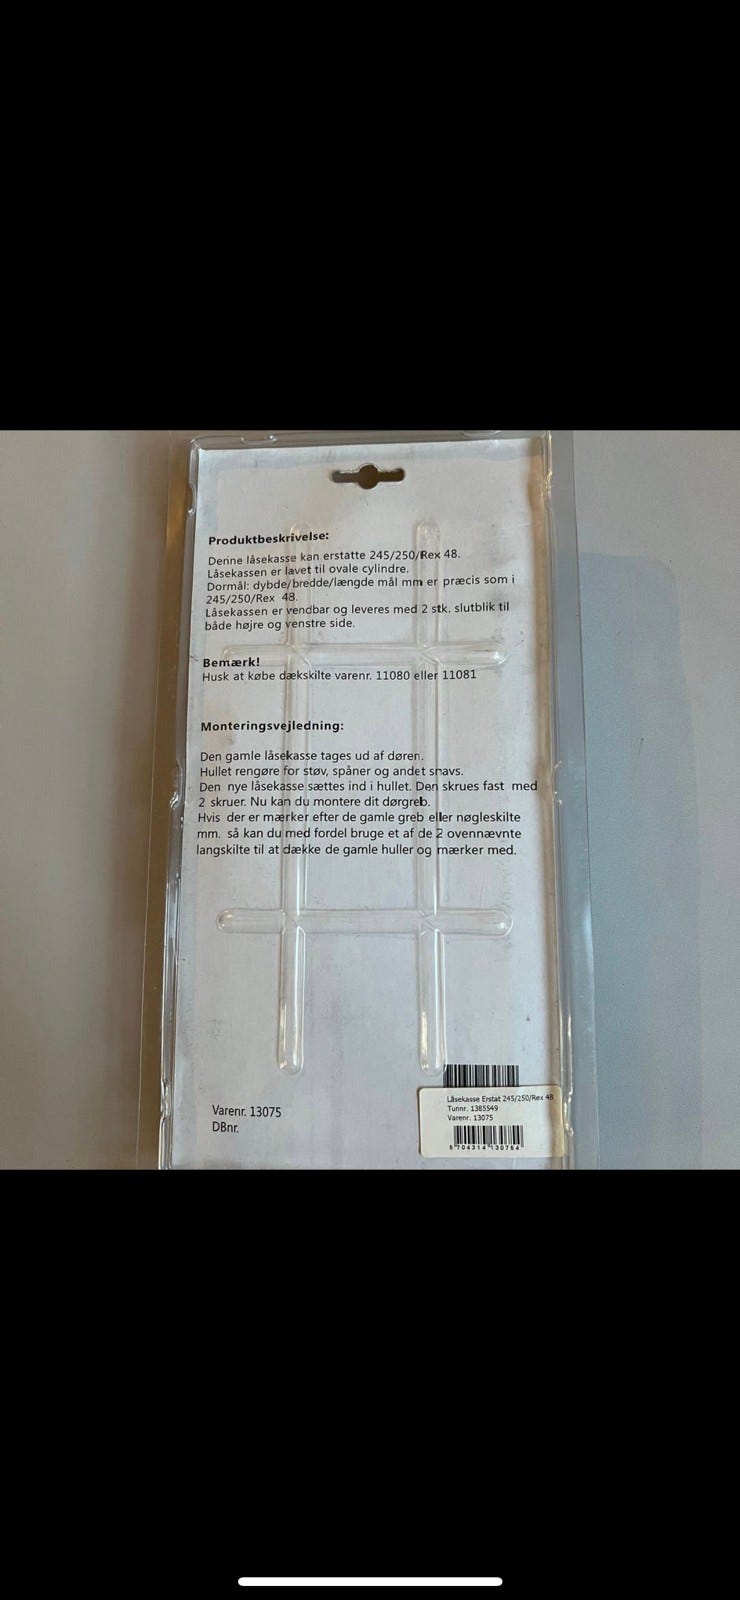 Produktbeskrivelse:
Denne låsekasse kan erstatte 245/250/Rex 48.
Låsekassen er lavet til ovale cylindre.
Dormål: dybde/bredde/længde mål mm er præcis som i
245/250/Rex 48.
Låsekassen er vendbar og leveres med 2 stk. slutblik til
både højre og venstre side.
Bemærk!
Husk at købe dækskilte varenr. 11080 eller 11081
Monteringsvejledning:
Den gamle låsekasse tages ud af døren.
Hullet rengøre for støv, spåner og andet snavs.
Den nye låsekasse sættes ind i hullet. Den skrues fast med
2 skruer. Nu kan du montere dit dørgreb.
Hvis der er mærker efter de gamle greb eller nøgleskilte
mm. så kan du med fordel bruge et af de 2 ovennævnte
langskilte til at dække de gamle huller og mærker med.
Varenr. 13075
DBnr.
Låsekasse Erstat 245/250/Rex 48
Tunnr. 1385549
Varenr. 13075
5 704314 130754